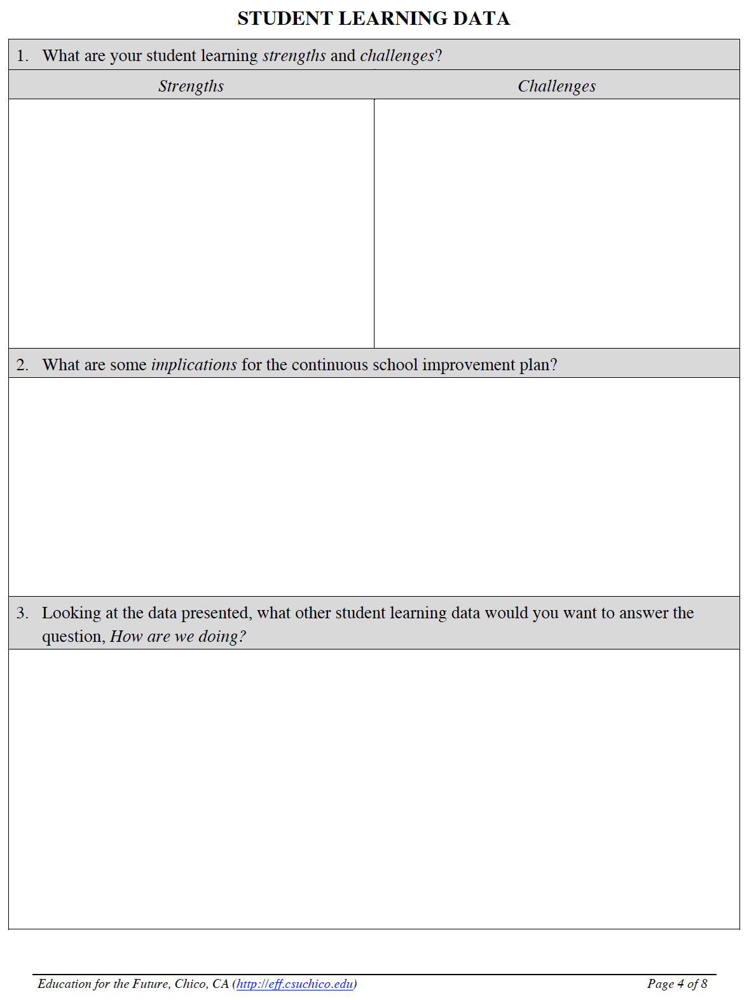 STUDENT LEARNING DATA
1. What are your student learning strengths and challenges?
Strengths Challenges
2. What are some implications for the continuous school improvement plan?
3. Looking at the data presented, what other student learning data would you want to answer the
question, How are we doing?
Education for the Future, Chico, CA (http://eff.csuchico.edu) Page 4 of 8